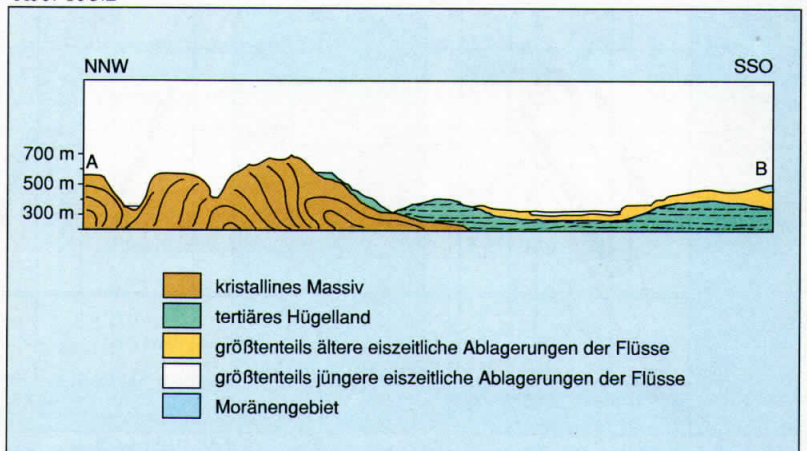 NNW
SSO
700 m
A
B
500 m
300 m
kristallines Massiv
tertiäres Hügelland
größtenteils ältere eiszeitliche Ablagerungen der Flüsse
größtenteils jüngere eiszeitliche Ablagerungen der Flüsse
Moränengebiet